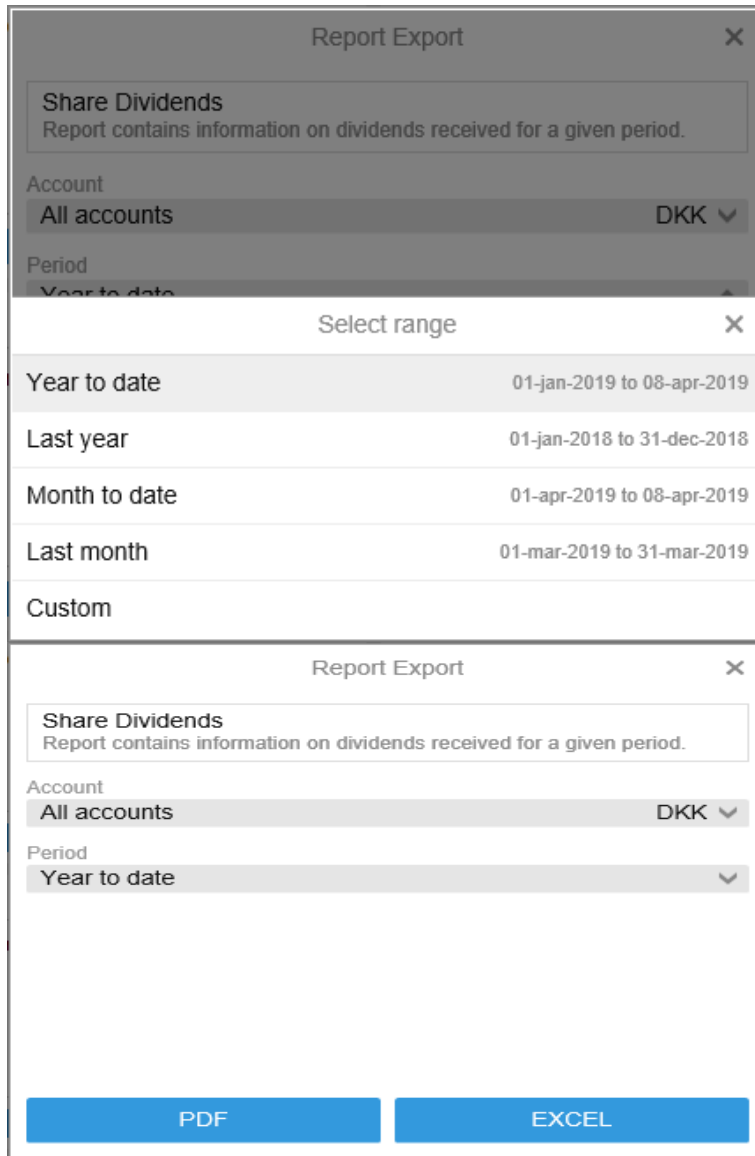 Report Export
Share Dividends
Report contains information on dividends received for a given period.
Account
All accounts DKK
Period
Year to date
Select range
Year to date 01-jan-2019 to 08-apr-2019
Last year 01-jan-2018 to 31-dec-2018
Month to date 01-apr-2019 to 08-apr-2019
Last month 01-mar-2019 to 31-mar-2019
Custom
Report Export
Share Dividends
Report contains information on dividends received for a given period.
Account
All accounts DKK
Period
Year to date
PDF EXCEL